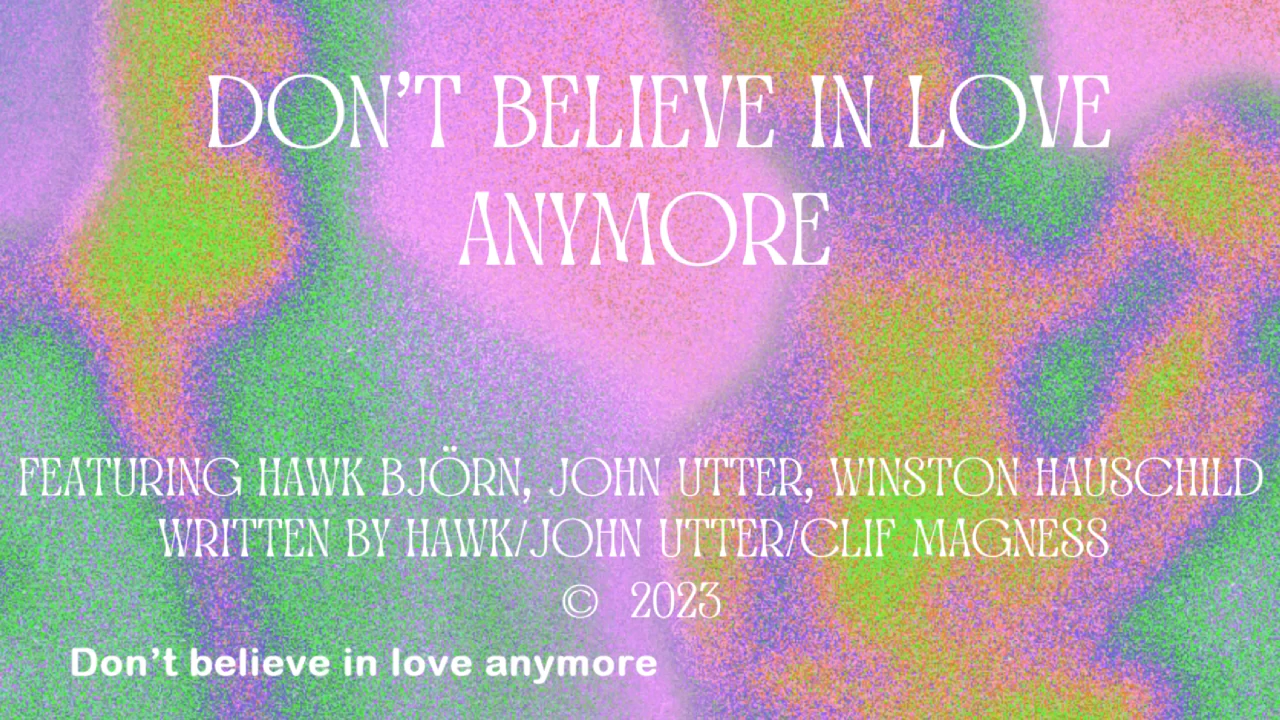 DON'T BELIEVE IN LOVE
ANYMORE
FEATURING HAWK BJÖRN, JOHN UTTER, WINSTON HAUSCHILD
WRITTEN BY HAWK/JOHN UTTER/CLIF MAGNESS
© 2023
Don't believe in love anymore